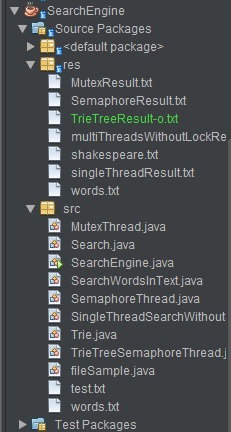 SearchEngine
Source Packages
<default package>
res
MutexResult.txt
SemaphoreResult.txt
TrieTreeResult-o.txt
multiThreadsWithoutLockRe
shakespeare.txt
singleThreadResult.txt
words.txt
src
MutexThread.java
Search.java
SearchEngine.java
SearchWordsInText.java
SemaphoreThread.java
SingleThreadSearchWithout
Trie.java
TrieTreeSemaphoreThread.j
fileSample.java
test.txt
words.txt
Test Packages